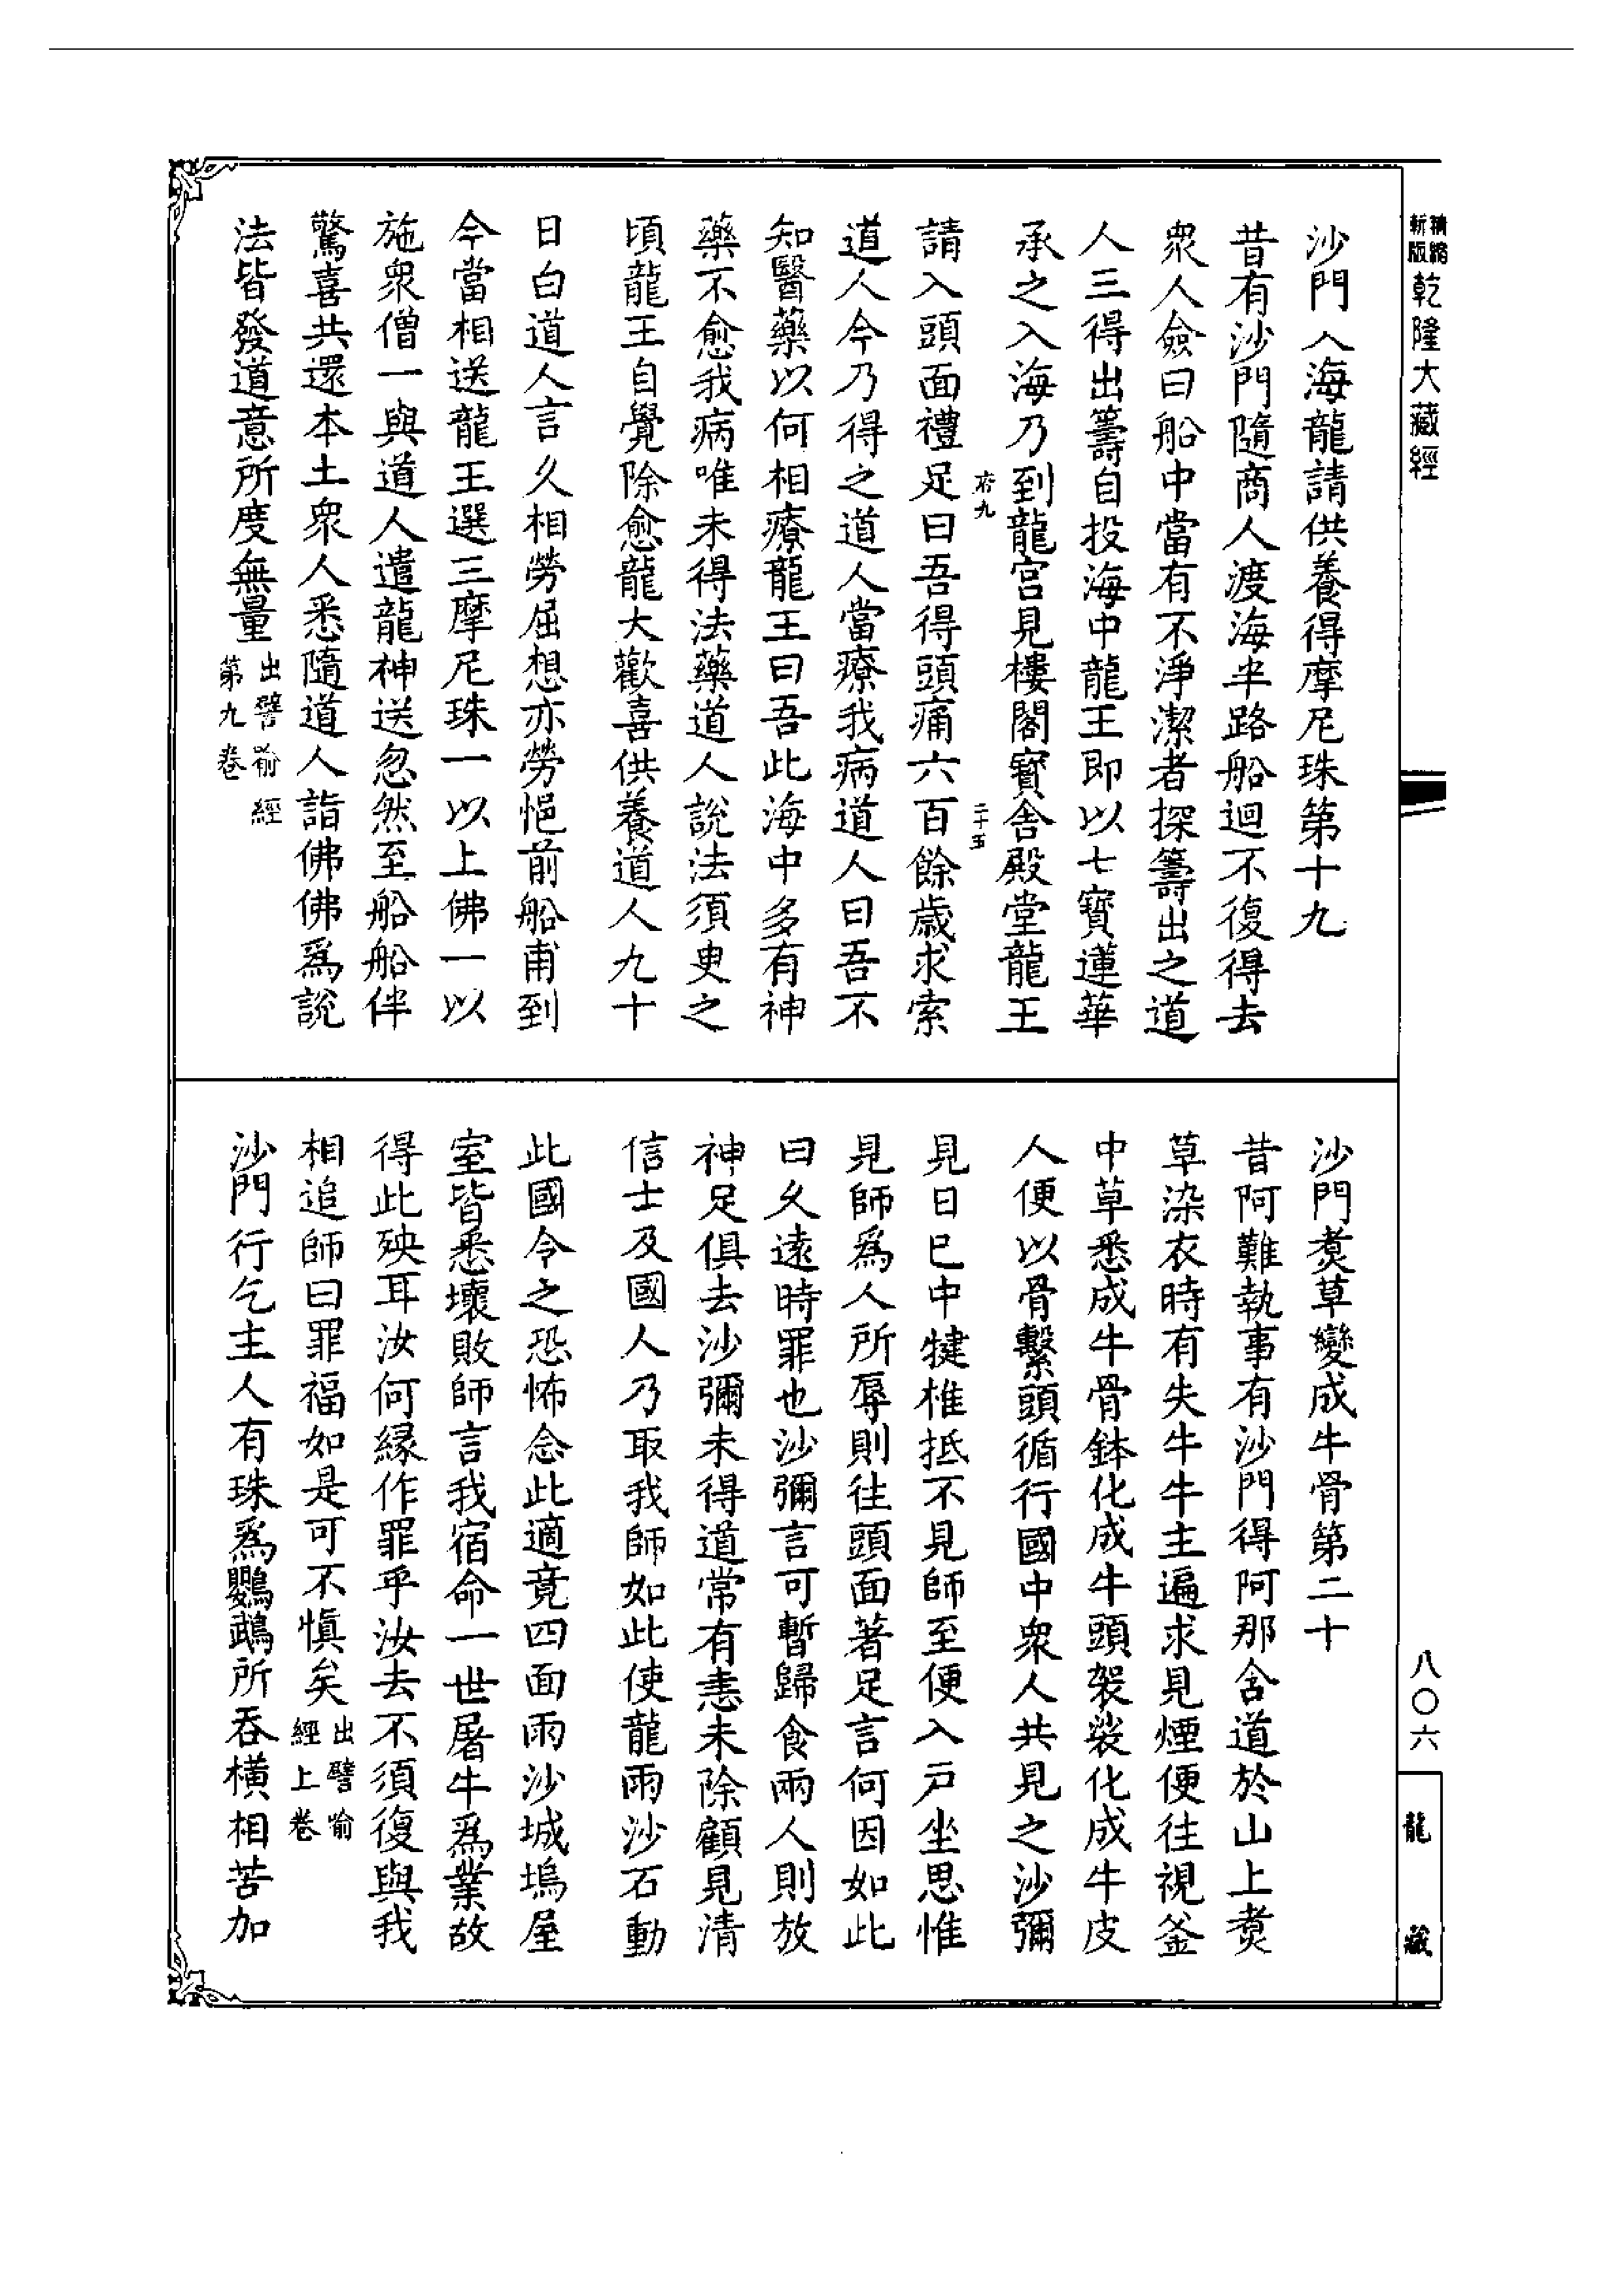 精縮新版乾隆大藏經
沙門入海龍請供養得摩尼珠第十九
昔有沙門隨商人渡海半路船迴不復得去
衆人僉曰船中當有不淨潔者探籌出之道
人三得出籌自投海中龍王即以七寶蓮華
承之入海乃到龍宮見樓閣寶舍殿堂龍王
府九 二十五
請入頭面禮足曰吾得頭痛六百餘歲求索
道人今乃得之道人當療我病道人曰吾不
知醫藥以何相療龍王曰吾此海中多有神
藥不愈我病唯未得法藥道人說法須臾之
頃龍王自覺除愈龍大歡喜供養道人九十
日白道人言久相勞屈想亦勞悒前船甫到
今當相送龍王選三摩尼珠一以上佛一以
施衆僧一與道人遣龍神送忽然至船船伴
驚喜共還本土衆人悉隨道人詣佛佛爲說
法皆發道意所度無量出譬喻經第九卷
沙門煑草變成牛骨第二十
昔阿難執事有沙門得阿那含道於山上煑
草染衣時有失牛牛主遍求見煙便往視釜
中草悉成牛骨鉢化成牛頭袈裟化成牛皮
人便以骨繫頭循行國中衆人共見之沙彌
見日已中犍椎抵不見師至便入戶坐思惟
見師爲人所辱則往頭面著足言何因如此
曰久遠時罪也沙彌言可暫歸食兩人則放
神足俱去沙彌未得道常有恚未除顧見清
信士及國人乃取我師如此使龍雨沙石動
此國令之恐怖念此適竟四面雨沙城塢屋
室皆悉壞敗師言我宿命一世屠牛爲業故
得此殃耳汝何緣作罪乎汝去不須復與我
相追師曰罪福如是可不慎矣出譬喻經上卷
沙門行乞主人有珠爲鸚鵡所吞橫相苦加
八〇六
龍藏